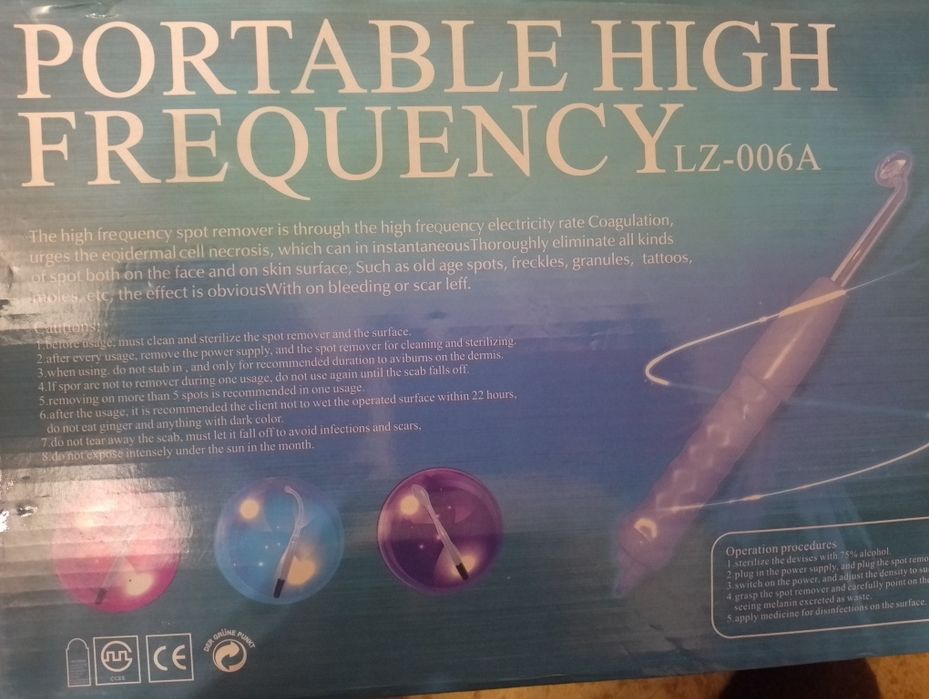 PORTABLE HIGH
FREQUENCY LZ-006A
The high frequency spot remover is through the high frequency electricity rate Coagulation,
urges the eqidermal cell necrosis, which can in instantaneousThoroughly eliminate all kinds
of spot both on the face and on skin surface, Such as old age spots, freckles, granules, tattoos,
moles, etc, the effect is obviousWith on bleeding or scar leff.
Cautions:
1.before usage, must clean and sterilize the spot remover and the surface.
2.after every usage, remove the power supply, and the spot remover for cleaning and sterilizing.
3.when using. do not stab in , and only for recommended duration to aviburns on the dermis.
4.If spor are not to remover during one usage, do not use again until the scab falls off.
5.removing on more than 5 spots is recommended in one usage.
6.after the usage, it is recommended the client not to wet the operated surface within 22 hours,
do not eat ginger and anything with dark color.
7.do not tear away the scab, must let it fall off to avoid infections and scars,
8.do not expose intensely under the sun in the month.
Operation procedures
1.sterilize the devises with 75% alcohol.
2.plug in the power supply, and plug the spot remo
3.switch on the power, and adjust the density to su
4.grasp the spot remover and carefully point on the
seeing melanin excreted as waste.
5.apply medicine for disinfections on the surface.
CCEE
CE
DER GRÜNE PUNKT